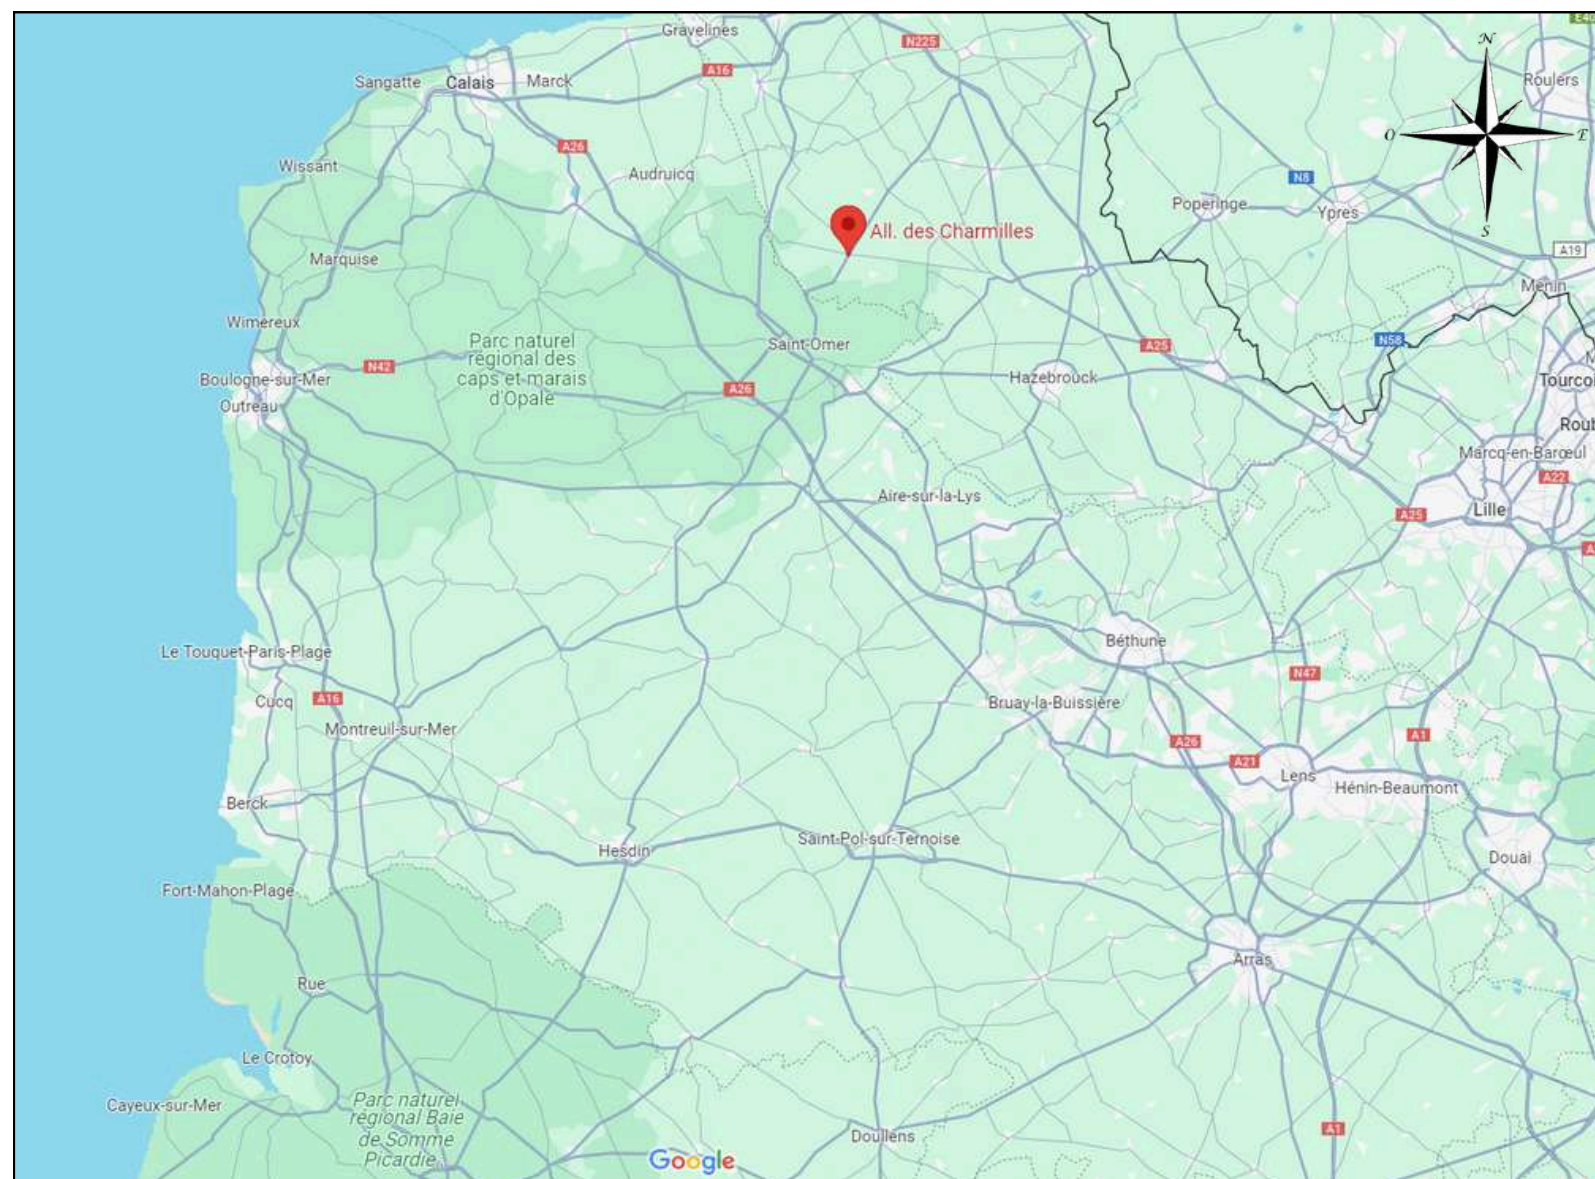 Gravelines
N225
E40
N
Sangatte
Calais
Marck
A16
Roulers
A26
O
E
Wissant
Audruicq
N8
Poperinge
Ypres
S
All. des Charmilles
A19
Marquise
Menin
Wimereux
Parc naturel
régional des
caps et marais
d'Opale
Saint-Omer
A25
N58
N42
Boulogne-sur-Mer
A26
Hazebrouck
Outreau
Marcq-en-Barœul
A22
Aire-sur-la-Lys
A25
Lille
Béthune
Le Touquet-Paris-Plage
N47
Cucq
A16
Bruay-la-Buissière
Montreuil-sur-Mer
A26
A1
A21
Lens
Hénin-Beaumont
Berck
Hesdin
Saint-Pol-sur-Ternoise
Douai
Fort-Mahon-Plage
Arras
Rue
Le Crotoy
Cayeux-sur-Mer
Parc naturel
régional Baie
de Somme
Picardie
Doullens
A1
Google